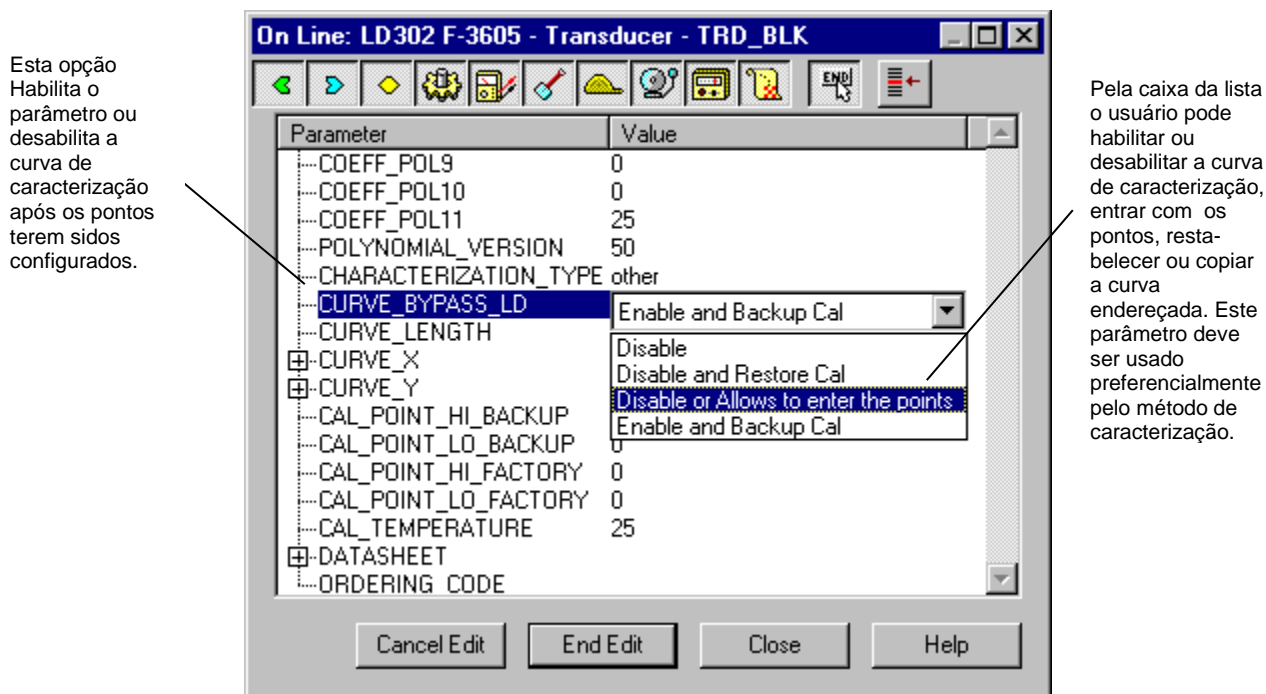 Esta opção
Habilita o
parâmetro ou
desabilita a
curva de
caracterização
após os pontos
terem sidos
configurados.
On Line: LD302 F-3605 - Transducer - TRD_BLK
END
Parameter Value
COEFF_POL9 0
COEFF_POL10 0
COEFF_POL11 25
POLYNOMIAL_VERSION 50
CHARACTERIZATION_TYPE other
CURVE_BYPASS_LD Enable and Backup Cal
CURVE_LENGTH
CURVE_X
CURVE_Y
Disable
Disable and Restore Cal
Disable or Allows to enter the points
Enable and Backup Cal
CAL_POINT_HI_BACKUP
CAL_POINT_LO_BACKUP 0
CAL_POINT_HI_FACTORY 0
CAL_POINT_LO_FACTORY 0
CAL_TEMPERATURE 25
DATASHEET
ORDERING_CODE
Cancel Edit End Edit Close Help
Pela caixa da lista
o usuário pode
habilitar ou
desabilitar a curva
de caracterização,
entrar com os
pontos, resta-
belecer ou copiar
a curva
endereçada. Este
parâmetro deve
ser usado
preferencialmente
pelo método de
caracterização.